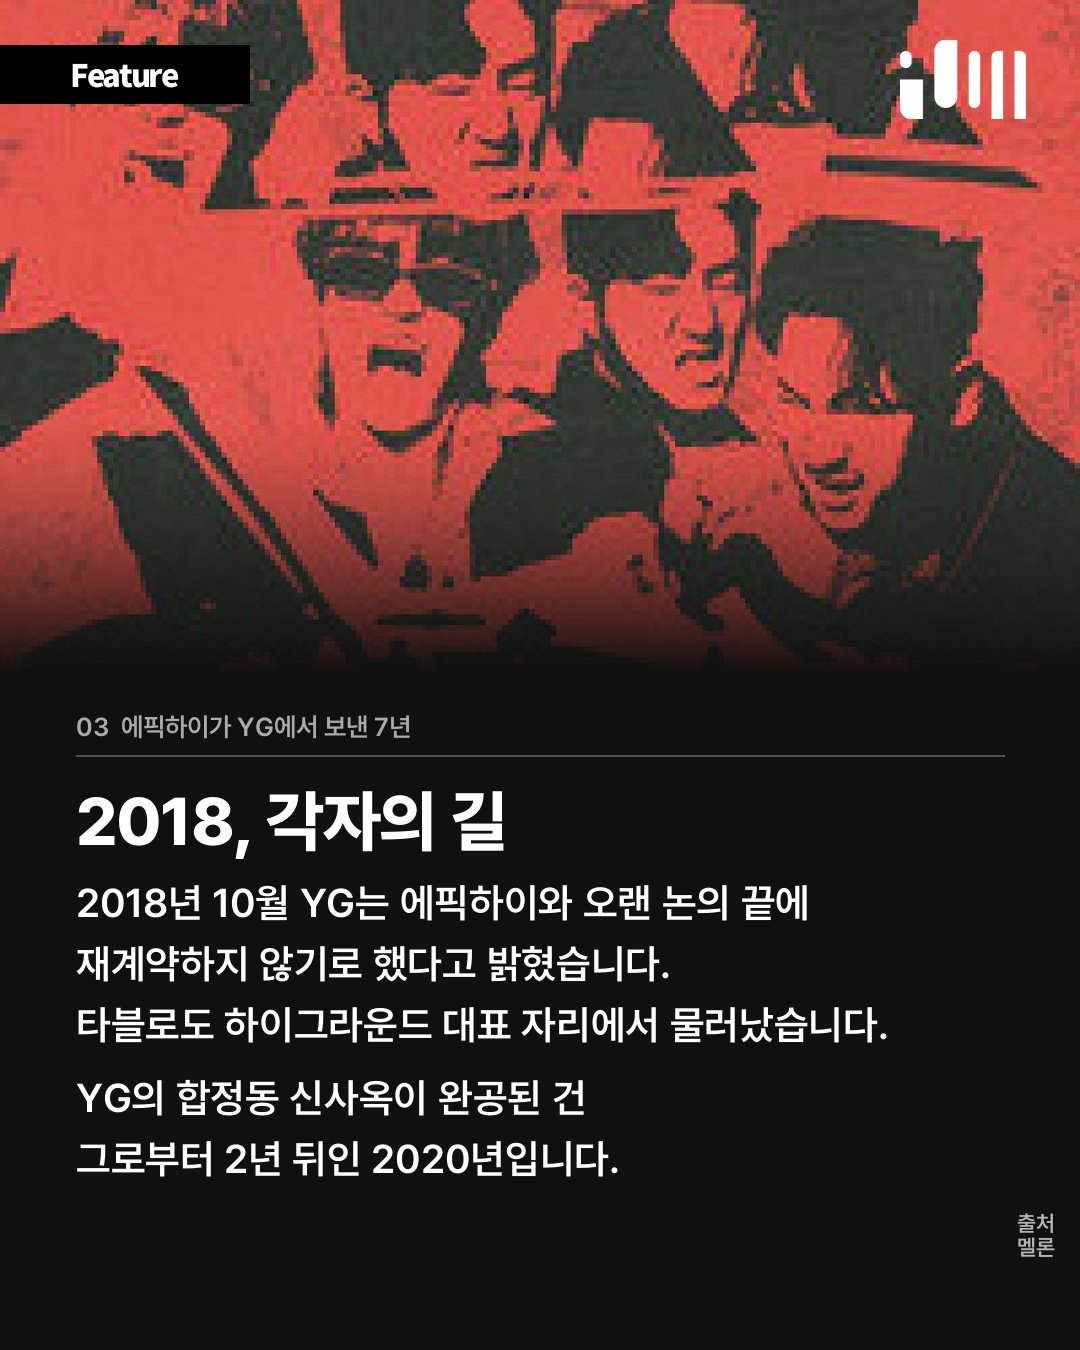 Feature
03 에픽하이가 YG에서 보낸 7년
2018, 각자의 길
2018년 10월 YG는 에픽하이와 오랜 논의 끝에
재계약하지 않기로 했다고 밝혔습니다.
타블로도 하이그라운드 대표 자리에서 물러났습니다.
YG의 합정동 신사옥이 완공된 건
그로부터 2년 뒤인 2020년입니다.
출처
멜론